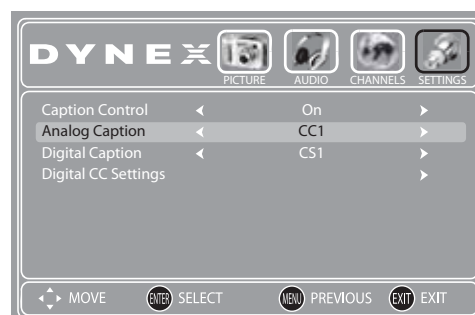 DYNEX
PICTURE AUDIO CHANNELS SETTINGS
Caption Control On
Analog Caption CC1
Digital Caption CS1
Digital CC Settings
MOVE ENTER SELECT MENU PREVIOUS EXIT EXIT